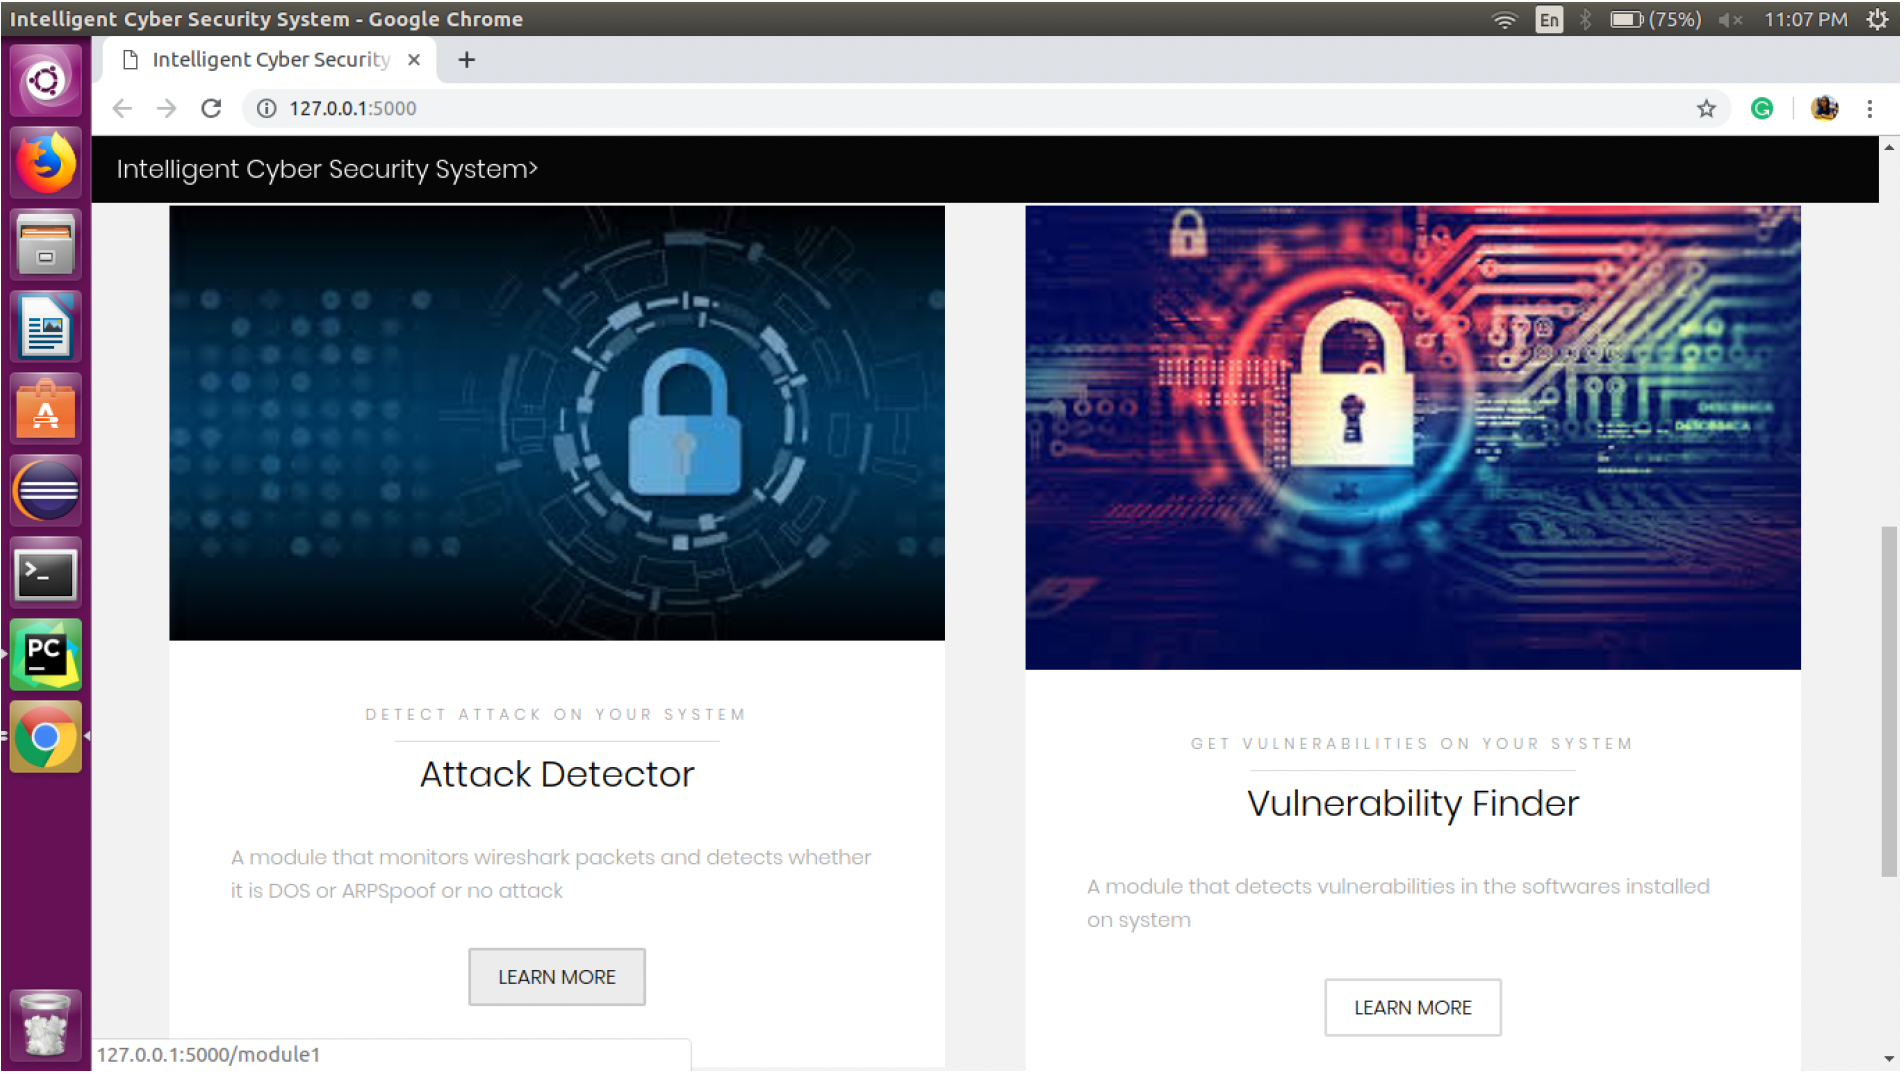 Intelligent Cyber Security System - Google Chrome
En
(75%)
11:07 PM
Intelligent Cyber Security
127.0.0.1:5000
Intelligent Cyber Security System>
DETECT ATTACK ON YOUR SYSTEM
Attack Detector
A module that monitors wireshark packets and detects whether
it is DOS or ARPSpoof or no attack
LEARN MORE
GET VULNERABILITIES ON YOUR SYSTEM
Vulnerability Finder
A module that detects vulnerabilities in the softwares installed
on system
LEARN MORE
PC
127.0.0.1:5000/module1